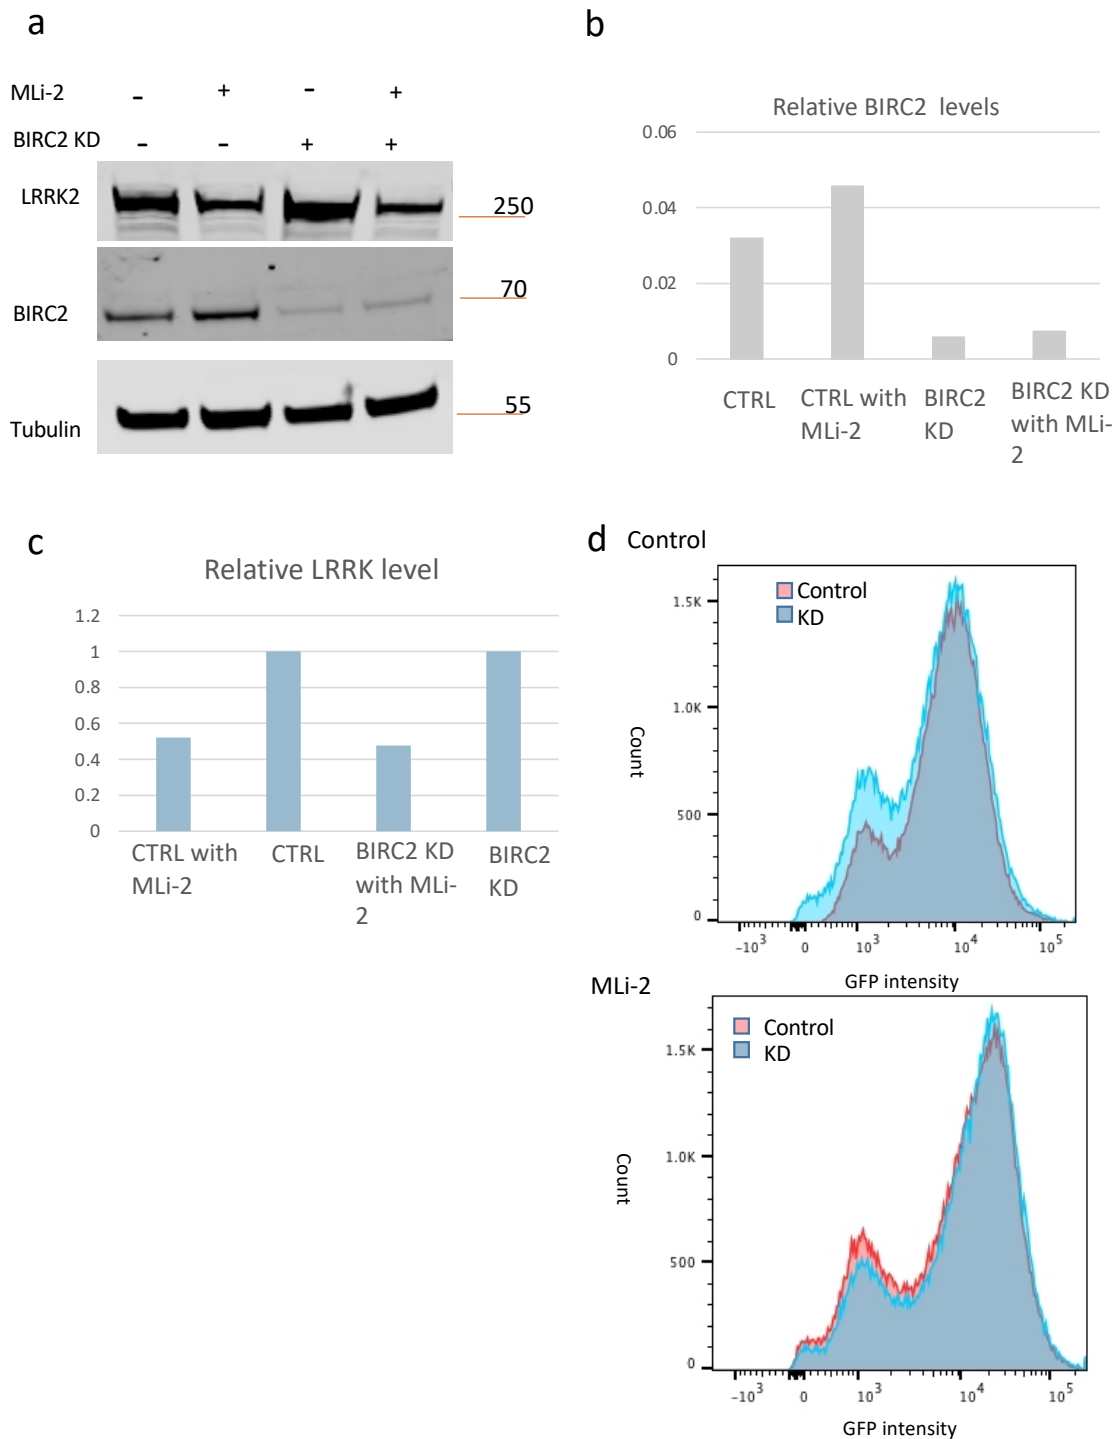 a
MLi-2 - + - +
BIRC2 KD - - + +
LRRK2
250
BIRC2
70
Tubulin
55
b
Relative BIRC2 levels
0.06
0.04
0.02
0
CTRL
CTRL with
MLi-2
BIRC2
KD
BIRC2 KD
with MLi-
2
c
Relative LRRK level
1.2
1
0.8
0.6
0.4
0.2
0
CTRL with
MLi-2
CTRL
BIRC2 KD
with MLi-
2
BIRC2
KD
d Control
Control
KD
1.5K
1.0K
500
0
Count
-10³ 0 10³ 10⁴ 10⁵
GFP intensity
MLi-2
Control
KD
1.5K
1.0K
500
0
Count
-10³ 0 10³ 10⁴ 10⁵
GFP intensity